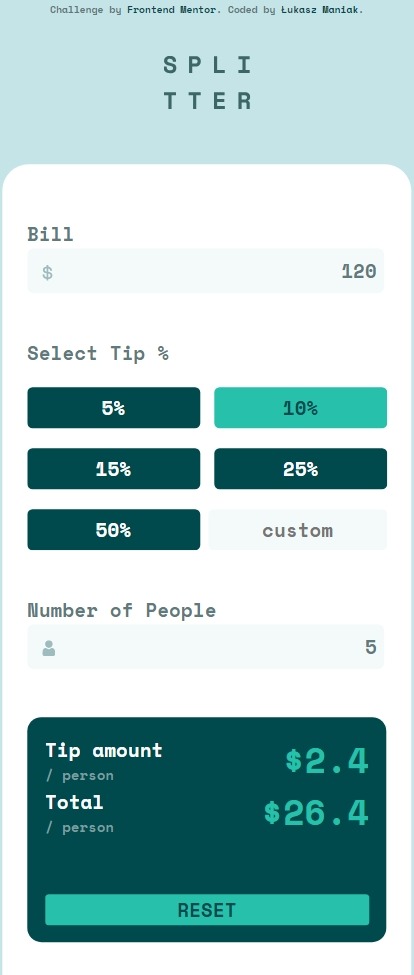 Challenge by Frontend Mentor. Coded by Łukasz Maniak.
SPLI
TTER
Bill
$ 120
Select Tip %
5% 10%
15% 25%
50% custom
Number of People
5
Tip amount
/ person
$2.4
Total
/ person
$26.4
RESET